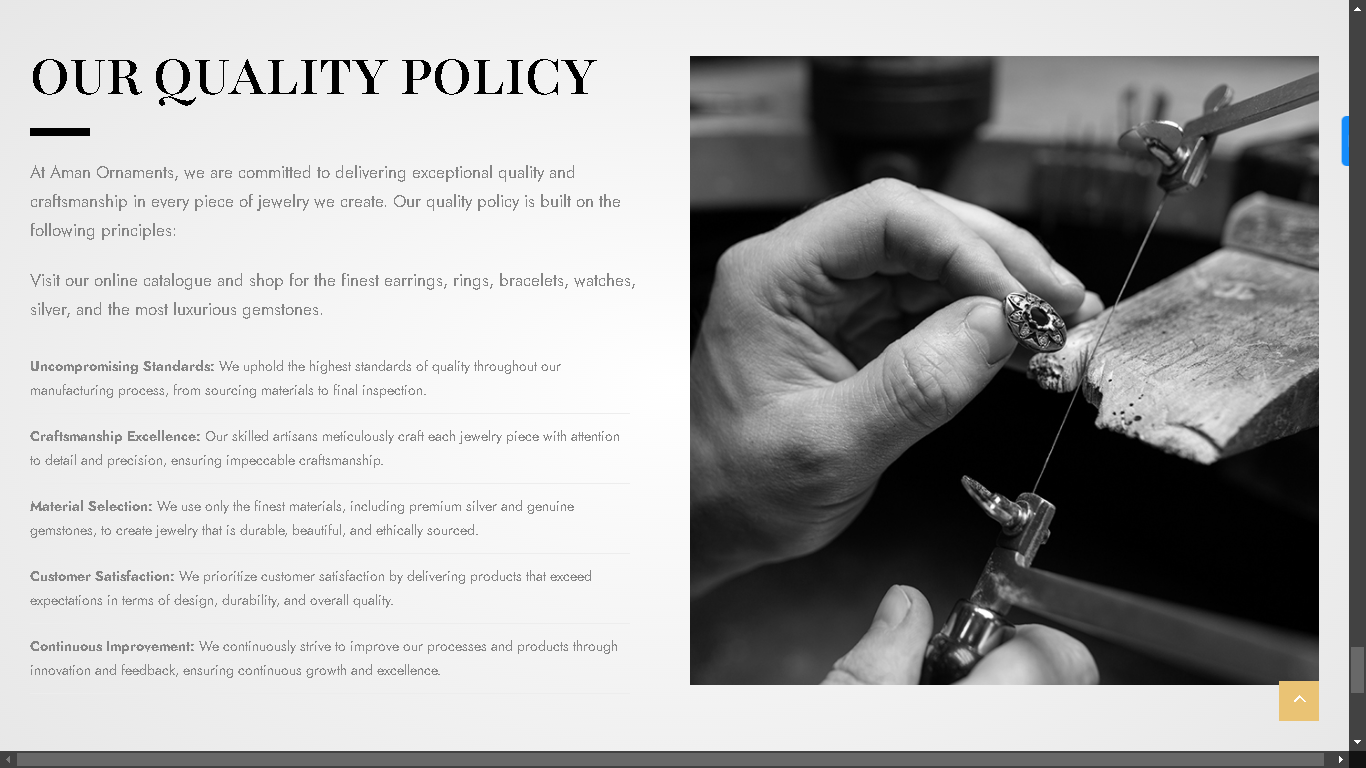 OUR QUALITY POLICY
At Aman Ornaments, we are committed to delivering exceptional quality and
craftsmanship in every piece of jewelry we create. Our quality policy is built on the
following principles:
Visit our online catalogue and shop for the finest earrings, rings, bracelets, watches,
silver, and the most luxurious gemstones.
Uncompromising Standards: We uphold the highest standards of quality throughout our
manufacturing process, from sourcing materials to final inspection.
Craftsmanship Excellence: Our skilled artisans meticulously craft each jewelry piece with attention
to detail and precision, ensuring impeccable craftsmanship.
Material Selection: We use only the finest materials, including premium silver and genuine
gemstones, to create jewelry that is durable, beautiful, and ethically sourced.
Customer Satisfaction: We prioritize customer satisfaction by delivering products that exceed
expectations in terms of design, durability, and overall quality.
Continuous Improvement: We continuously strive to improve our processes and products through
innovation and feedback, ensuring continuous growth and excellence.